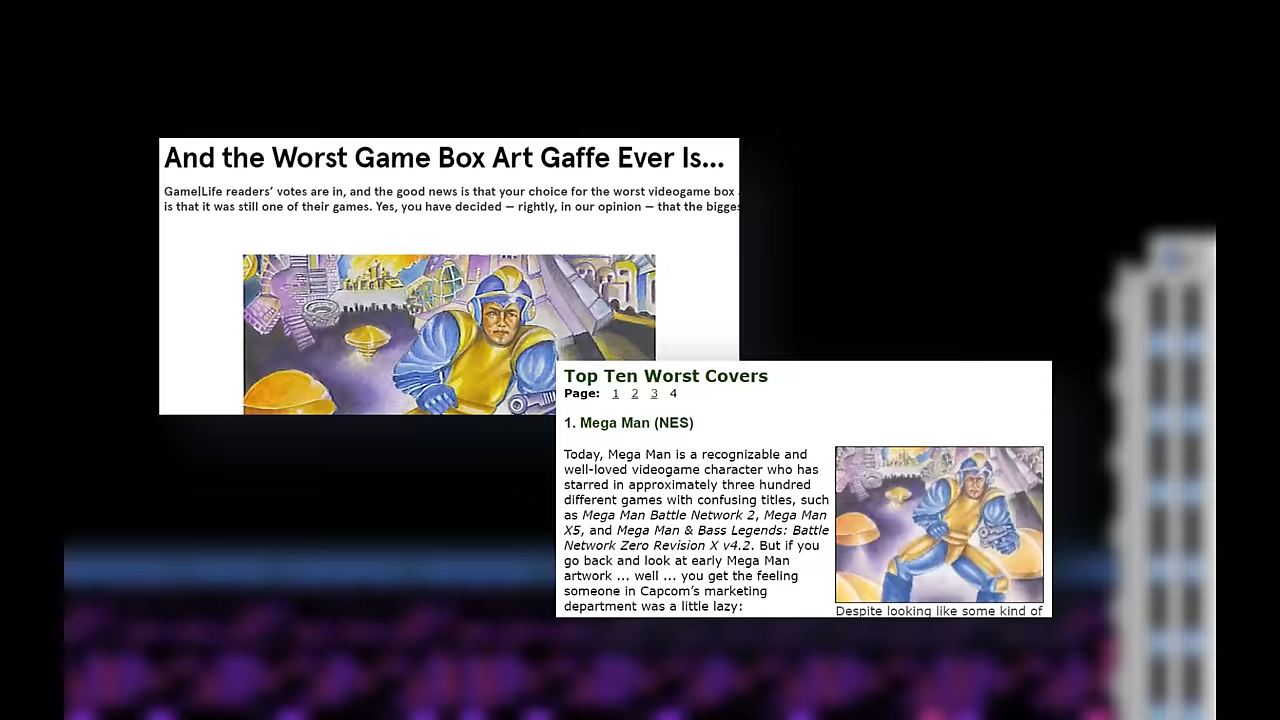 And the Worst Game Box Art Gaffe Ever Is...
Game|Life readers' votes are in, and the good news is that your choice for the worst videogame box
is that it was still one of their games. Yes, you have decided — rightly, in our opinion — that the bigges
Top Ten Worst Covers
Page: 1 2 3 4
1. Mega Man (NES)
Today, Mega Man is a recognizable and
well-loved videogame character who has
starred in approximately three hundred
different games with confusing titles, such
as Mega Man Battle Network 2, Mega Man
X5, and Mega Man & Bass Legends: Battle
Network Zero Revision X v4.2. But if you
go back and look at early Mega Man
artwork ... well ... you get the feeling
someone in Capcom's marketing
department was a little lazy:
Despite looking like some kind of